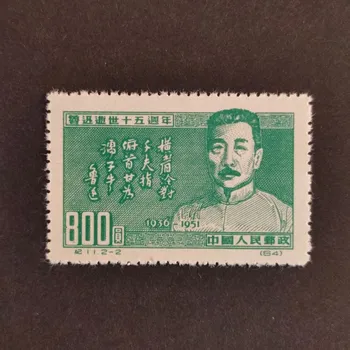 魯迅逝世十五週年
橫眉冷對
千夫指
俯首甘為
孺子牛
魯迅
1936-1951
800圓
中國人民郵政
紀11.2-2
(54)